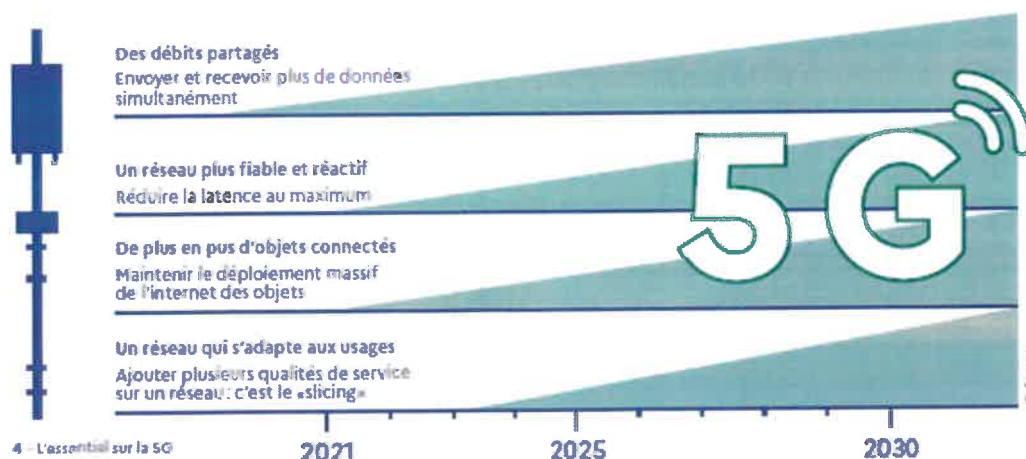 Des débits partagés
Envoyer et recevoir plus de données
simultanément
Un réseau plus fiable et réactif
Réduire la latence au maximum
De plus en pus d'objets connectés
Maintenir le déploiement massif
de l'internet des objets
Un réseau qui s'adapte aux usages
Ajouter plusieurs qualités de service
sur un réseau : c'est le «slicing»
5G
2021
2025
2030
4 - L'essentiel sur la 5G